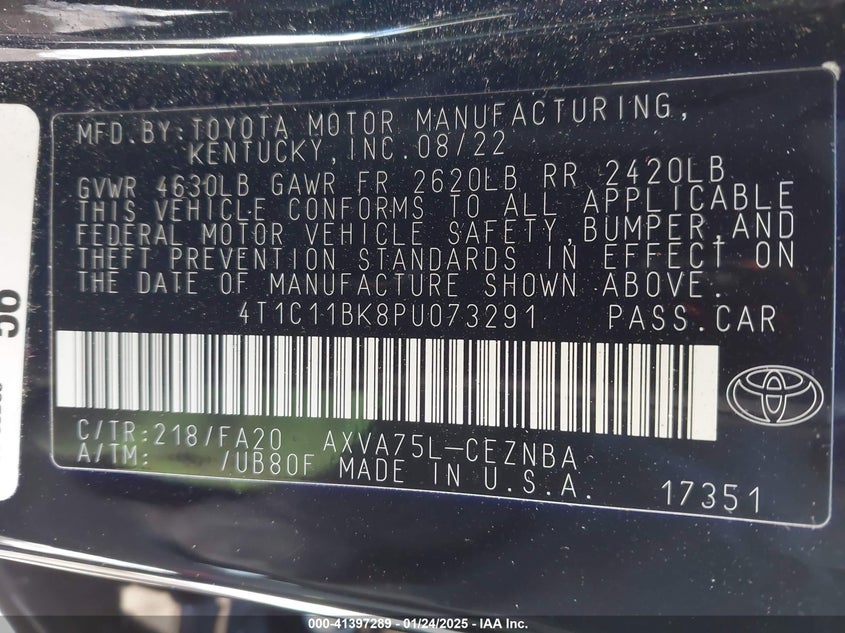 MFD.BY:TOYOTA MOTOR MANUFACTURING,
KENTUCKY,INC.08/22
GVWR 4630LB GAWR FR 2620LB RR 2420LB
THIS VEHICLE CONFORMS TO ALL APPLICABLE
FEDERAL MOTOR VEHICLE SAFETY,BUMPER,AND
THEFT PREVENTION STANDARDS IN EFFECT ON
THE DATE OF MANUFACTURE SHOWN ABOVE.
4T1C11BK8PU073291 PASS.CAR
C/TR:218/FA20 AXVA75L-CEZNBA
A/TM: /UB80F MADE IN U.S.A. 17351
000-41397289 - 01/24/2025 - IAA Inc.